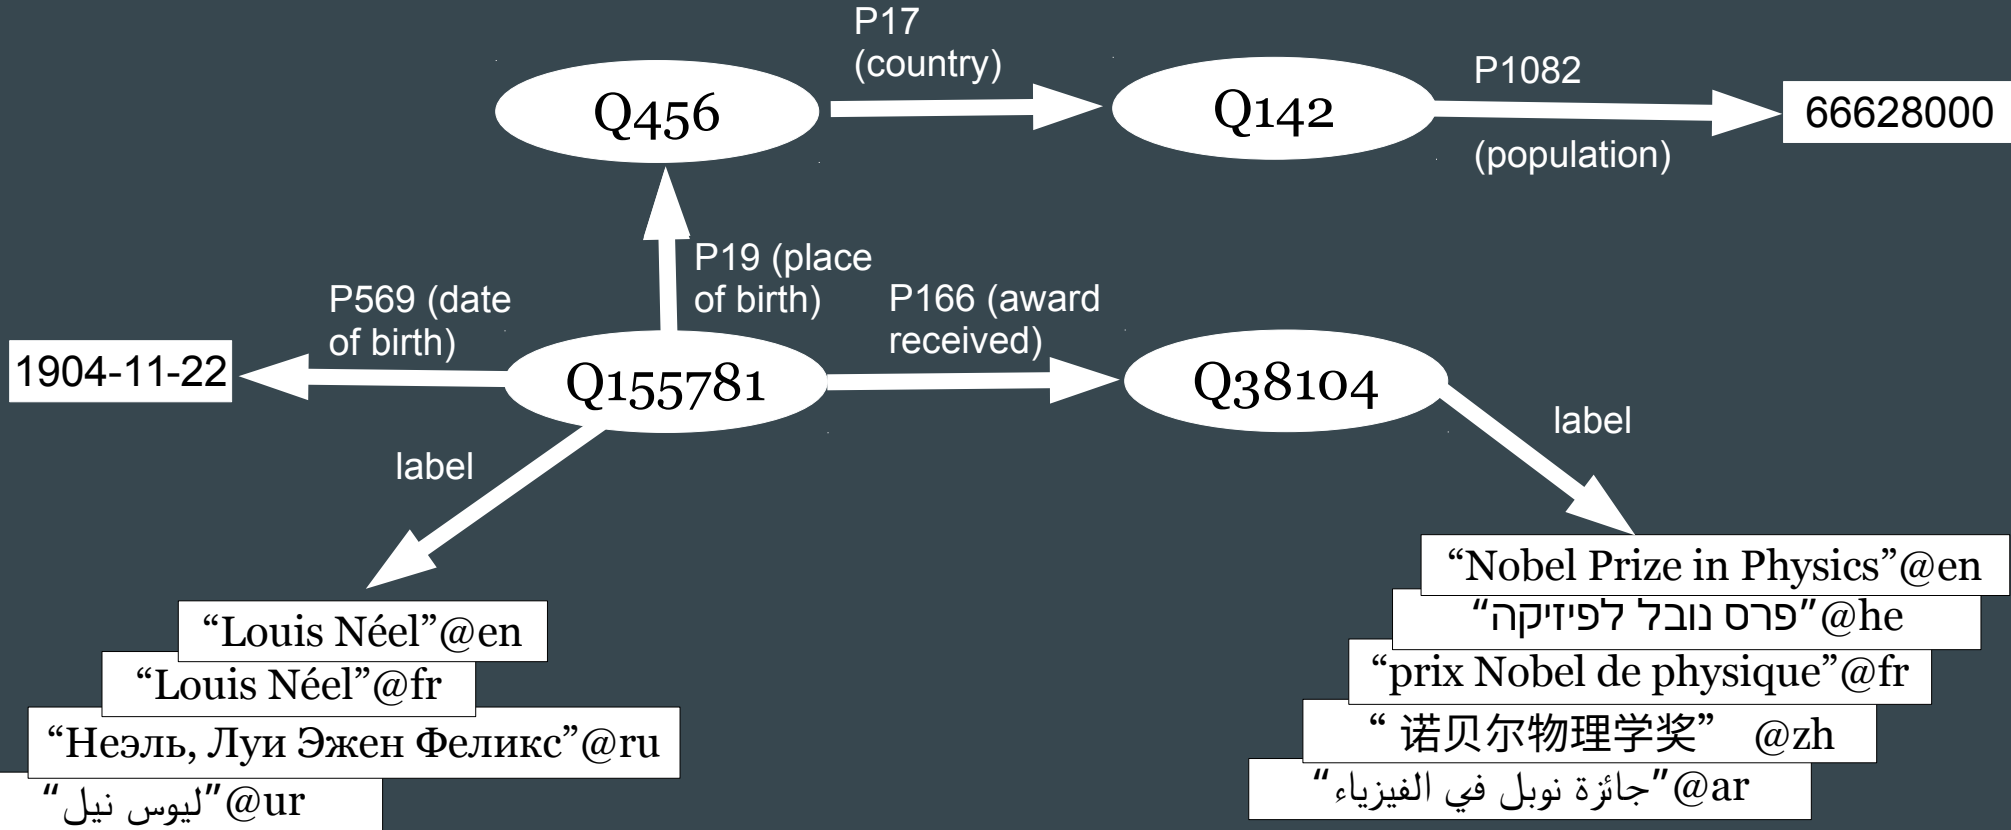 P17
(country)
Q456
Q142
P1082
(population)
66628000
P19 (place
of birth)
P569 (date
of birth)
P166 (award
received)
1904-11-22
Q155781
Q38104
label
label
“Louis Néel”@en
“Louis Néel”@fr
“Неэль, Луи Эжен Феликс”@ru
“ليوس نيل”@ur
“Nobel Prize in Physics”@en
“פרס נובל לפיזיקה”@he
“prix Nobel de physique”@fr
“ 诺贝尔物理学奖” @zh
“جائزة نوبل في الفيزياء”@ar